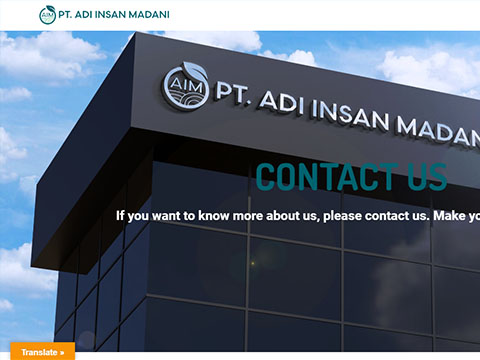 AIM PT. ADI INSAN MADANI
AIM PT. ADI INSAN MADANI
CONTACT US
If you want to know more about us, please contact us. Make
Translate »